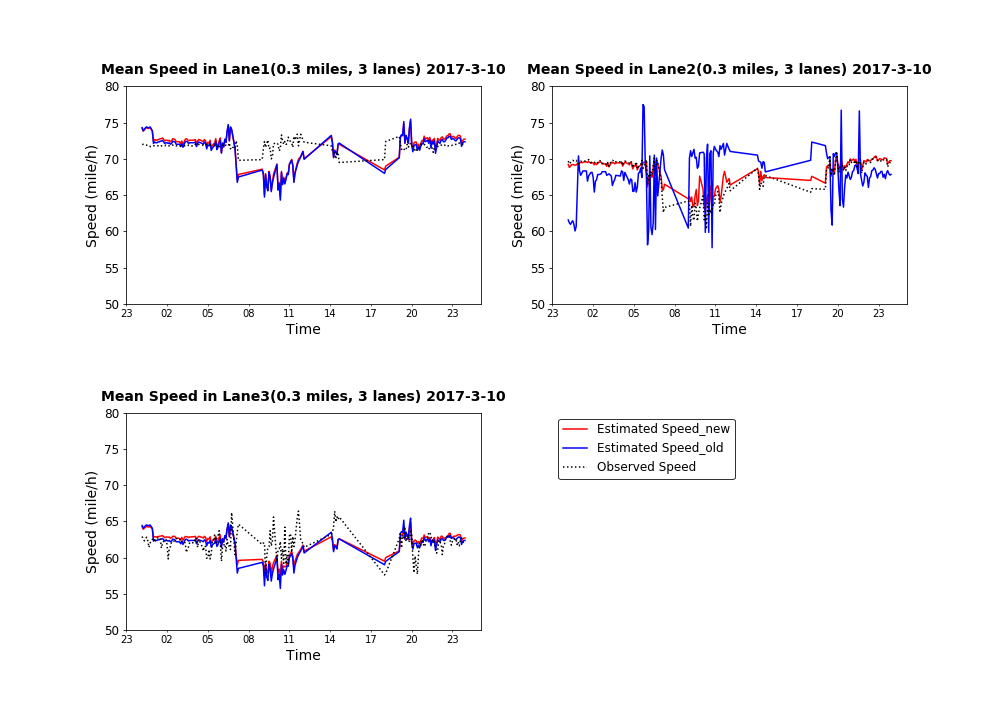 Mean Speed in Lane1(0.3 miles, 3 lanes) 2017-3-10
80
75
70
65
60
55
50
Speed (mile/h)
23 02 05 08 11 14 17 20 23
Time
Mean Speed in Lane2(0.3 miles, 3 lanes) 2017-3-10
80
75
70
65
60
55
50
Speed (mile/h)
23 02 05 08 11 14 17 20 23
Time
Mean Speed in Lane3(0.3 miles, 3 lanes) 2017-3-10
80
75
70
65
60
55
50
Speed (mile/h)
23 02 05 08 11 14 17 20 23
Time
Estimated Speed_new
Estimated Speed_old
Observed Speed